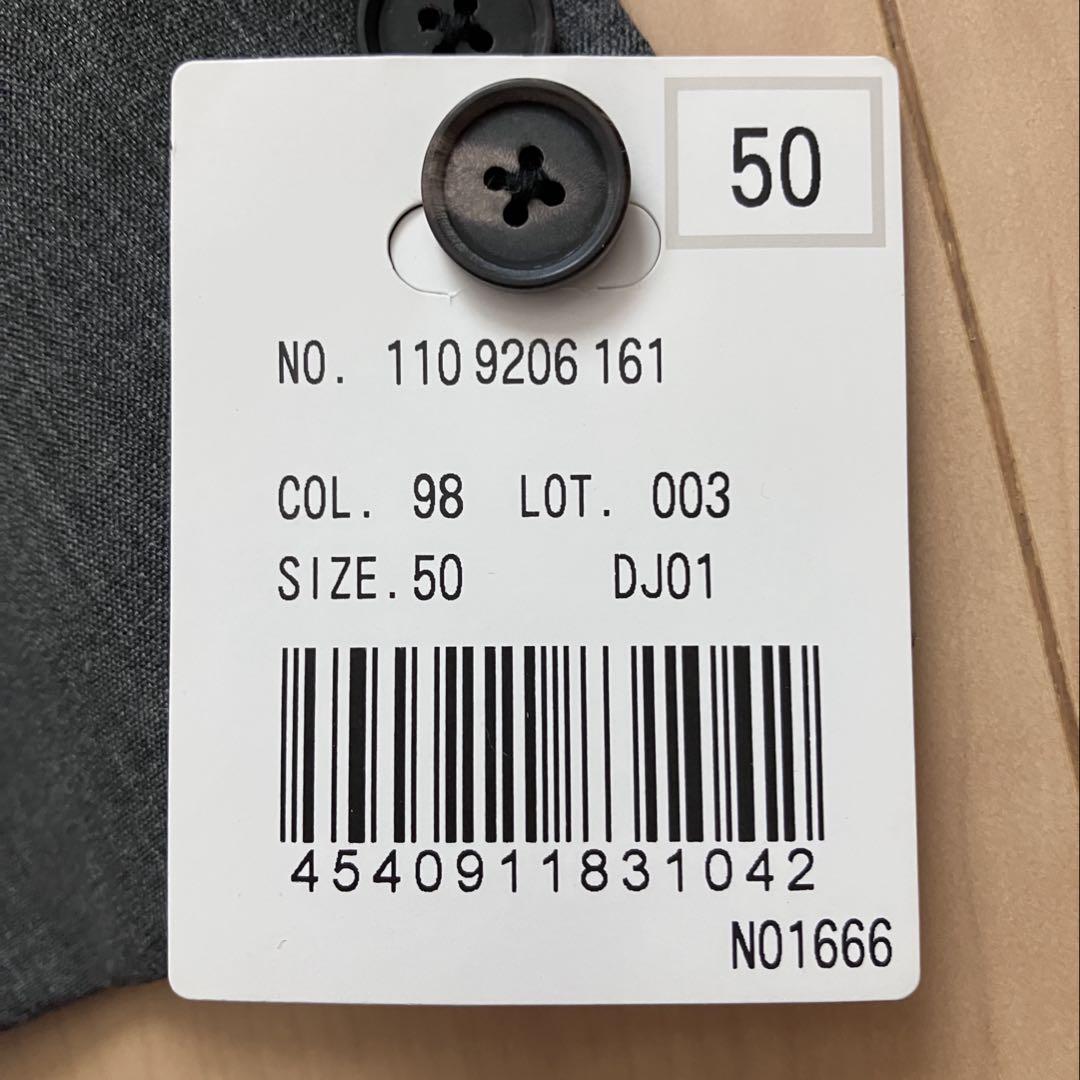 50
NO. 110 9206 161
COL. 98 LOT. 003
SIZE. 50 DJ01
4540911831042
N01666